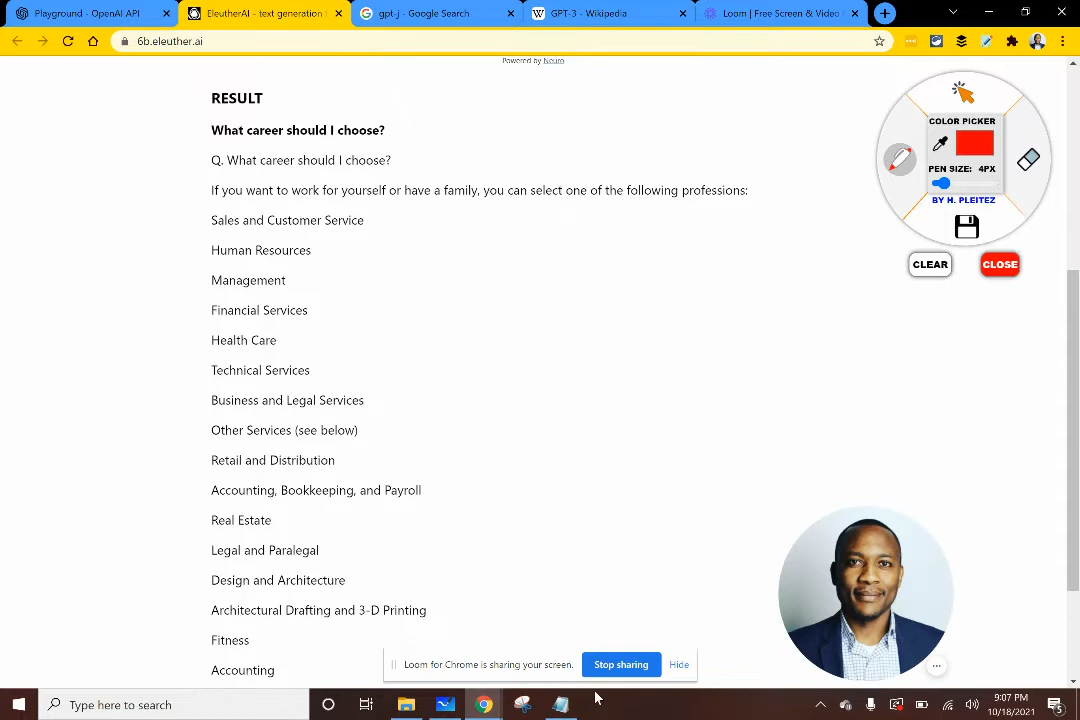 Playground - OpenAI API
EleutherAI - text generation t
gpt-j - Google Search
GPT-3 - Wikipedia
Loom | Free Screen & Video
6b.eleuther.ai
Powered by Neuro
RESULT
What career should I choose?
Q. What career should I choose?
If you want to work for yourself or have a family, you can select one of the following professions:
Sales and Customer Service
Human Resources
Management
Financial Services
Health Care
Technical Services
Business and Legal Services
Other Services (see below)
Retail and Distribution
Accounting, Bookkeeping, and Payroll
Real Estate
Legal and Paralegal
Design and Architecture
Architectural Drafting and 3-D Printing
Fitness
Accounting
COLOR PICKER
PEN SIZE: 4PX
BY H. PLEITEZ
CLEAR
CLOSE
Loom for Chrome is sharing your screen.
Stop sharing
Hide
Type here to search
9:07 PM
10/18/2021
5